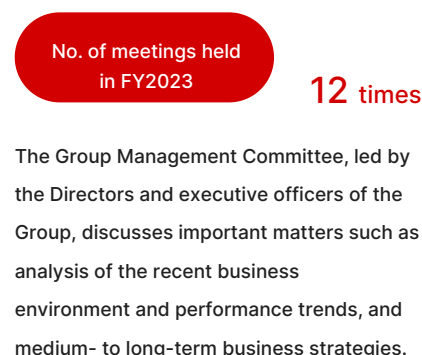 No. of meetings held
in FY2023
12 times
The Group Management Committee, led by
the Directors and executive officers of the
Group, discusses important matters such as
analysis of the recent business
environment and performance trends, and
medium- to long-term business strategies.